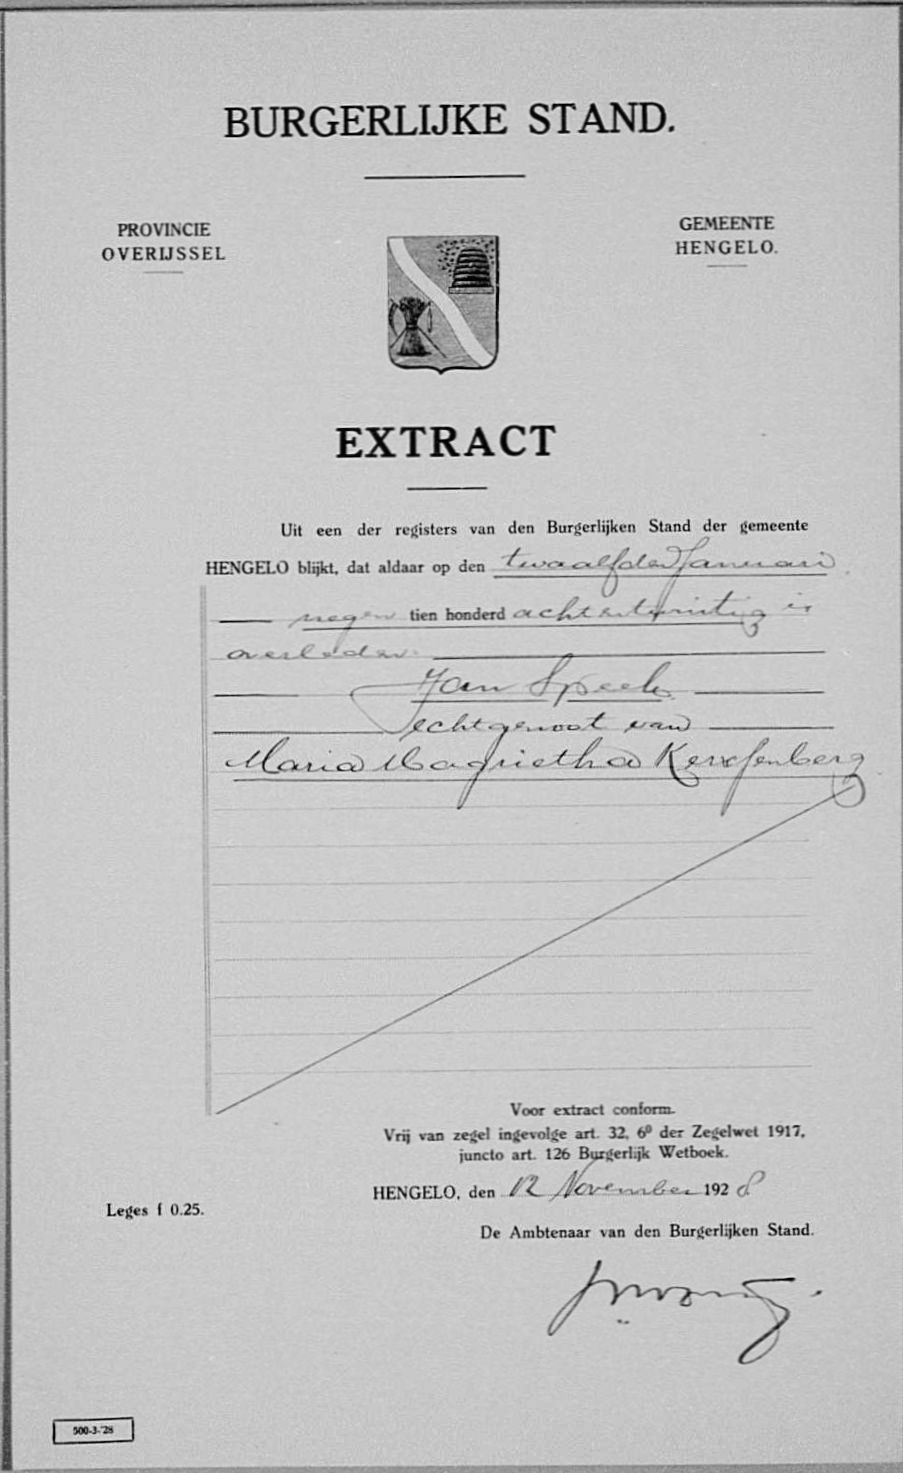 BURGERLIJKE STAND.
PROVINCIE
OVERIJSSEL
GEMEENTE
HENGELO.
EXTRACT
Uit een der registers van den Burgerlijken Stand der gemeente
HENGELO blijkt, dat aldaar op den twaalfden Januari
negen tien honderd achtentwintig is
overleden
Jan Speek
echtgenoot van
Maria Magrietha
Voor extract conform.
Vrij van zegel ingevolge art. 32, 6º der Zegelwet 1917,
juncto art. 126 Burgerlijk Wetboek.
HENGELO, den 12 November 1928
Leges f 0.25.
De Ambtenaar van den Burgerlijken Stand.
500-3-'28